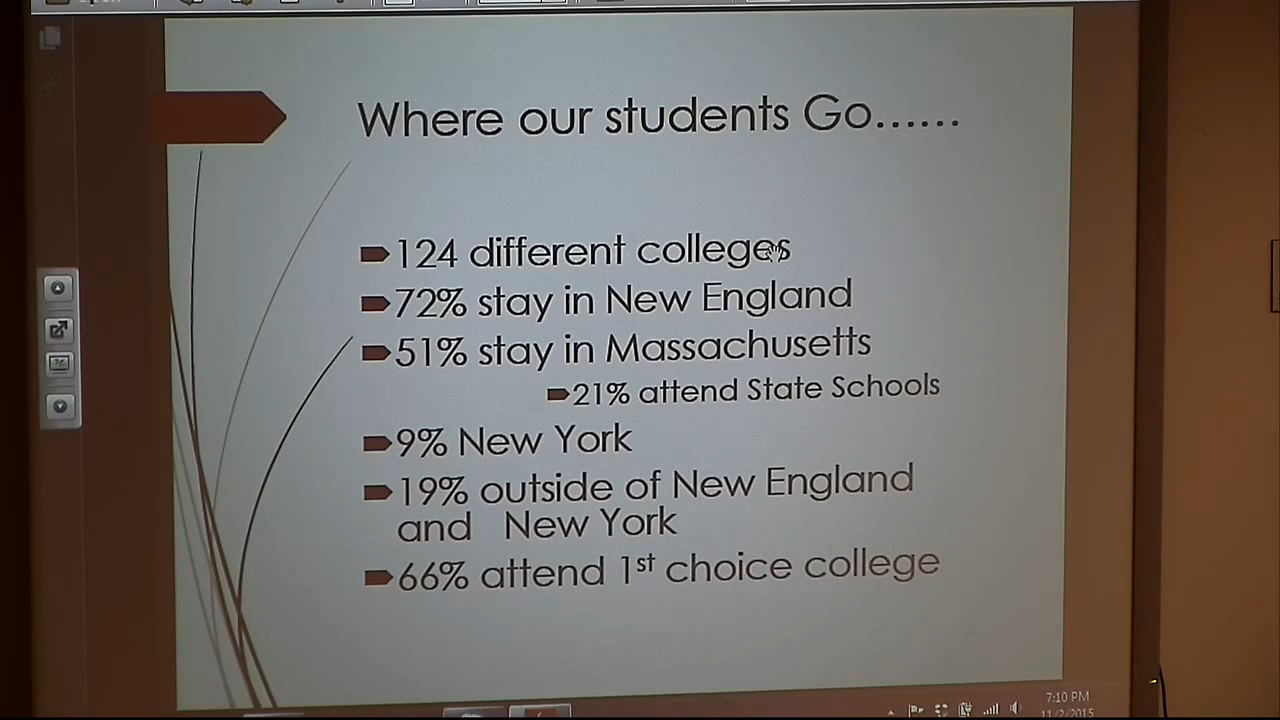 Where our students Go......
124 different colleges
72% stay in New England
51% stay in Massachusetts
21% attend State Schools
9% New York
19% outside of New England
and New York
66% attend 1st choice college
7:10 PM
11/2/2015